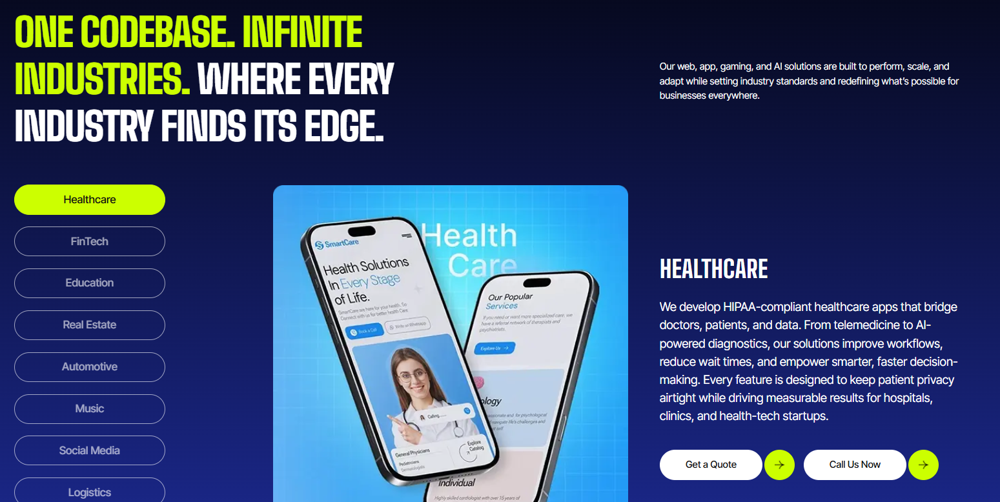 ONE CODEBASE. INFINITE
INDUSTRIES. WHERE EVERY
INDUSTRY FINDS ITS EDGE.
Our web, app, gaming, and AI solutions are built to perform, scale, and
adapt while setting industry standards and redefining what's possible for
businesses everywhere.
Healthcare
FinTech
Education
Real Estate
Automotive
Music
Social Media
Logistics
Health
Care
SmartCare
Health Solutions
In Every Stage
of Life.
SmartCare are here for your health. So
Connect with us for better health Care
Book a Call
Write on Whatsapp
Calling......
General Physicians
Pediatricians
Dermatologists
Explore
Catalog
Our Popular
Services
If you need or want more specialized care, we
have a referral network of therapists and
psychiatrists.
Explore Us
ology
life's challenges and
Individual
Highly skilled cardiologist with over 15 years of
HEALTHCARE
We develop HIPAA-compliant healthcare apps that bridge
doctors, patients, and data. From telemedicine to AI-
powered diagnostics, our solutions improve workflows,
reduce wait times, and empower smarter, faster decision-
making. Every feature is designed to keep patient privacy
airtight while driving measurable results for hospitals,
clinics, and health-tech startups.
Get a Quote
Call Us Now